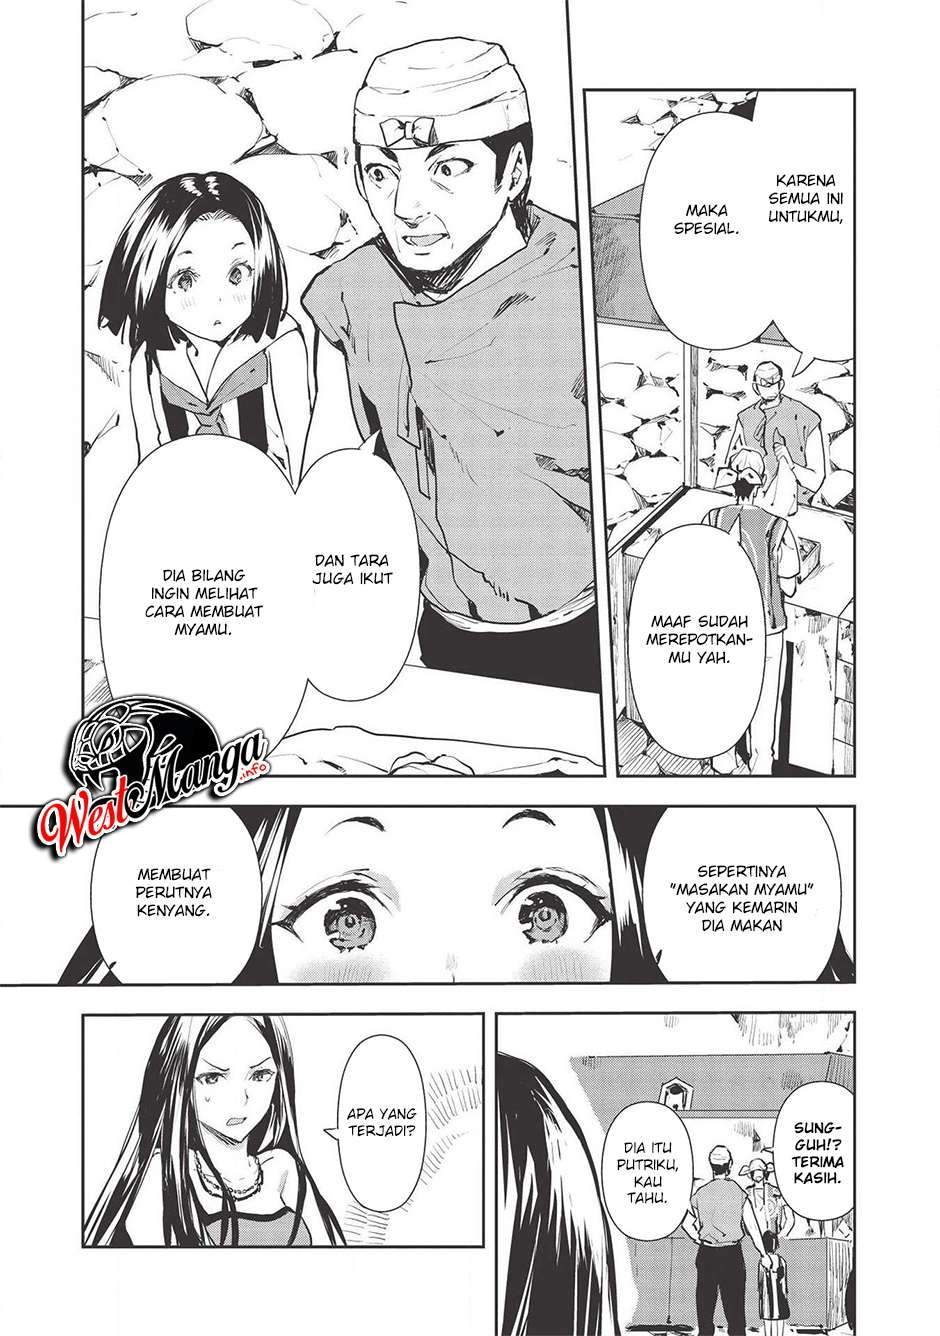 KARENA
SEMUA INI
UNTUKMU,
MAKA
SPESIAL.
MAAF SUDAH
MEREPOTKAN-
MU YAH.
DAN TARA
JUGA IKUT
DIA BILANG
INGIN MELIHAT
CARA MEMBUAT
MYAMU.
WestManga
.info
SEPERTINYA
"MASAKAN MYAMU"
YANG KEMARIN
DIA MAKAN
MEMBUAT
PERUTNYA
KENYANG.
SUNG-
GUH!?
TERIMA
KASIH.
DIA ITU
PUTRIKU,
KAU
TAHU.
APA YANG
TERJADI?